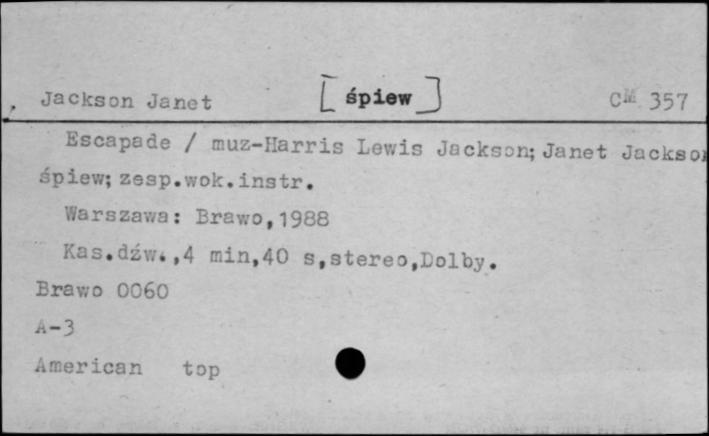 Jackson Janet [śpiew] CM 357
Escapade / muz-Harris Lewis Jackson; Janet Jackson
śpiew; zesp.wok.instr.
Warszawa: Brawo,1988
Kas.dźw.,4 min,40 s,stereo,Dolby.
Brawo 0060
A-3
American top